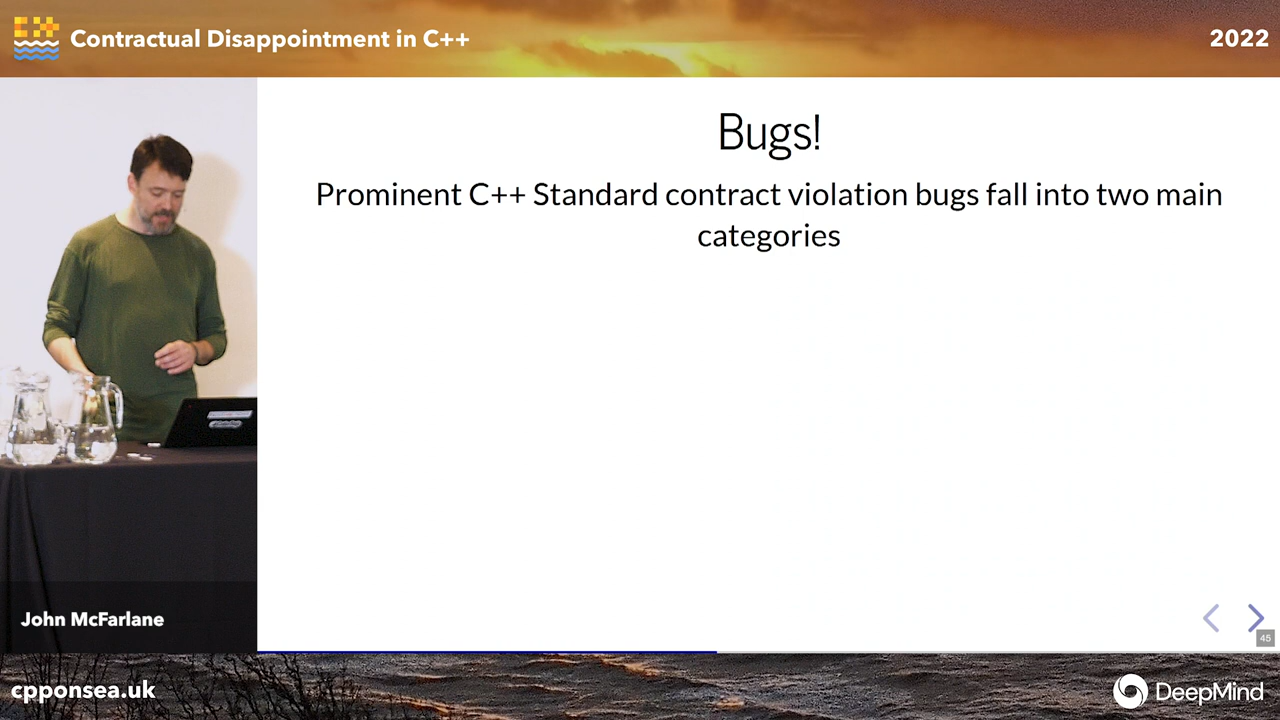 Contractual Disappointment in C++
2022
Bugs!
Prominent C++ Standard contract violation bugs fall into two main
categories
John McFarlane
45
cpponsea.uk
DeepMind